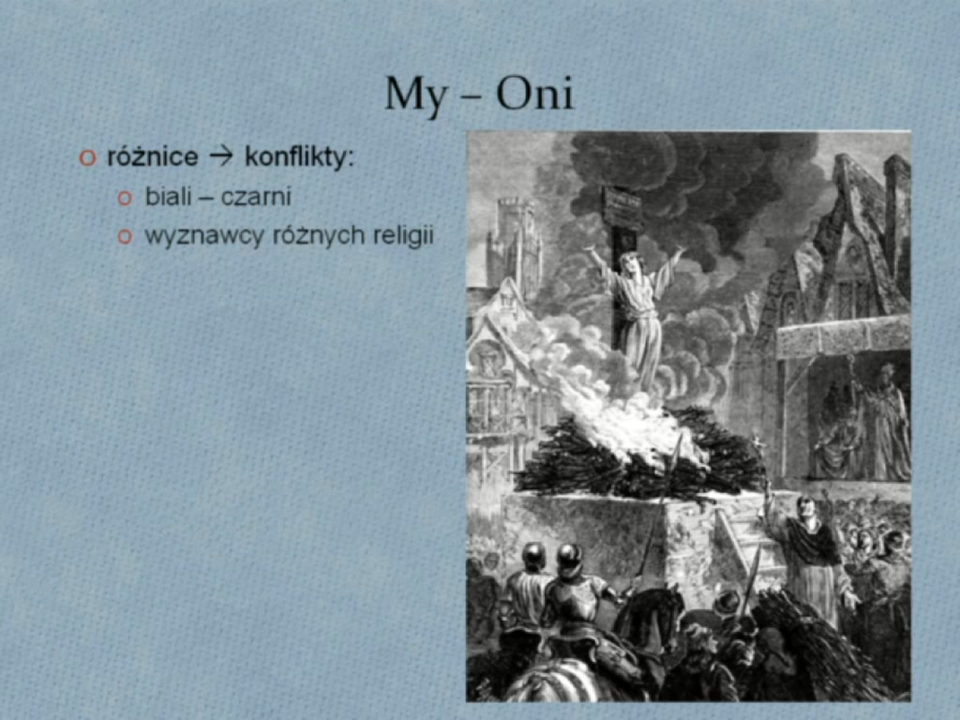 My – Oni
o różnice → konflikty:
o biali – czarni
o wyznawcy różnych religii